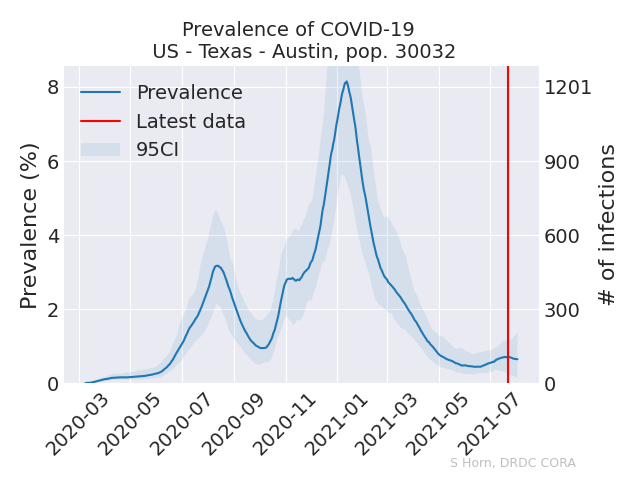 Prevalence of COVID-19
US - Texas - Austin, pop. 30032
Prevalence
Latest data
95CI
Prevalence (%)
8
6
4
2
0
1201
900
600
300
0
# of infections
2020-03
2020-05
2020-07
2020-09
2020-11
2021-01
2021-03
2021-05
2021-07
S Horn, DRDC CORA